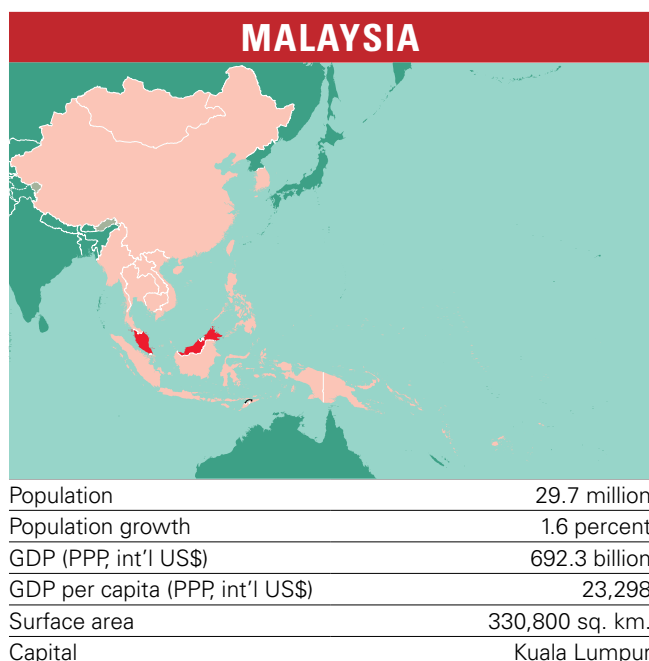 MALAYSIA
Population 29.7 million
Population growth 1.6 percent
GDP (PPP, int'l US$) 692.3 billion
GDP per capita (PPP, int'l US$) 23,298
Surface area 330,800 sq. km.
Capital Kuala Lumpur